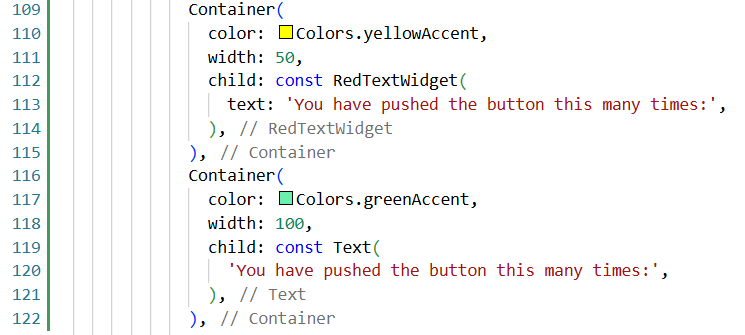 109 Container(
110 color: Colors.yellowAccent,
111 width: 50,
112 child: const RedTextWidget(
113 text: 'You have pushed the button this many times:',
114 ), // RedTextWidget
115 ), // Container
116 Container(
117 color: Colors.greenAccent,
118 width: 100,
119 child: const Text(
120 'You have pushed the button this many times:',
121 ), // Text
122 ), // Container